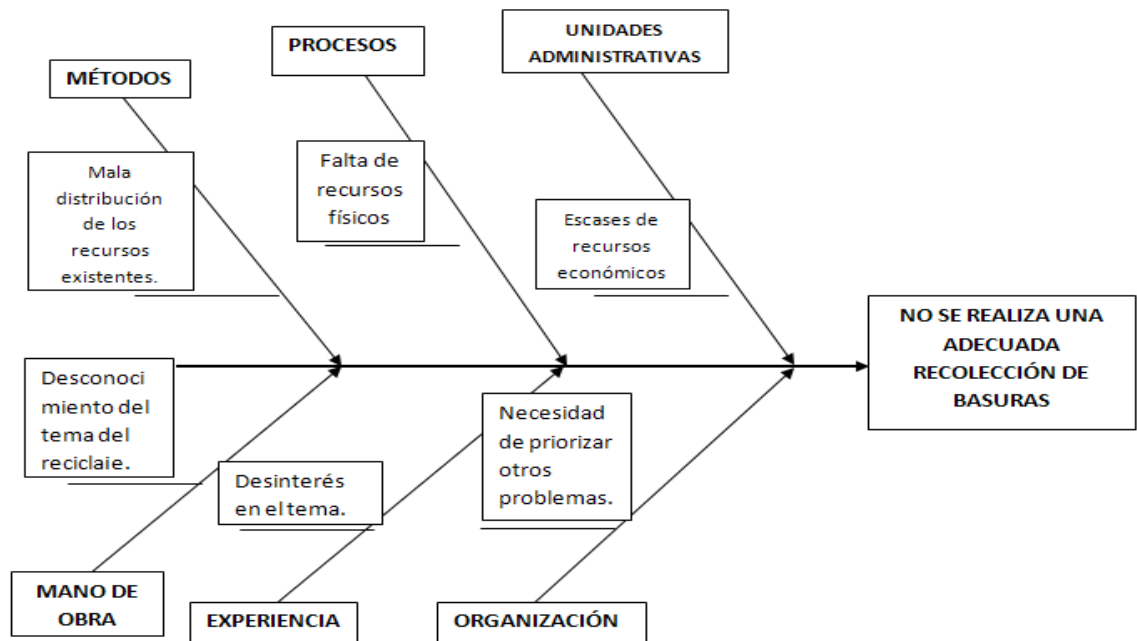 UNIDADES
ADMINISTRATIVAS
PROCESOS
MÉTODOS
Mala
distribución
de los
recursos
existentes.
Falta de
recursos
físicos
Escases de
recursos
económicos
NO SE REALIZA UNA
ADECUADA
RECOLECCIÓN DE
BASURAS
Desconoci
miento del
tema del
reciclaje.
Desinterés
en el tema.
Necesidad
de priorizar
otros
problemas.
MANO DE
OBRA
EXPERIENCIA
ORGANIZACIÓN